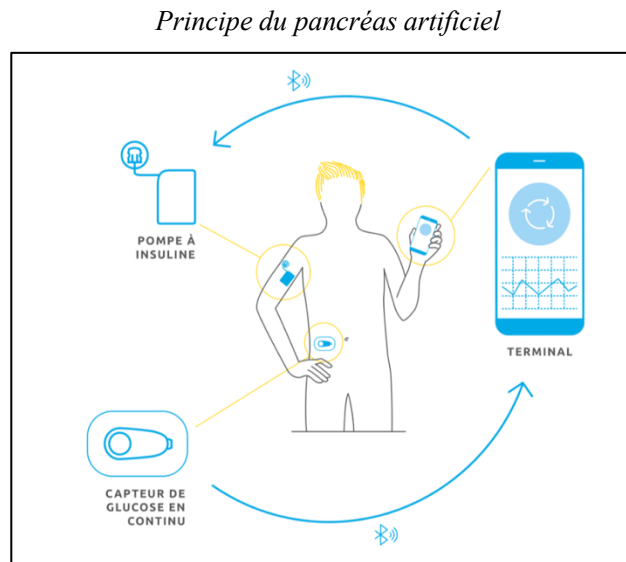 Principe du pancréas artificiel
POMPE À
INSULINE
TERMINAL
CAPTEUR DE
GLUCOSE EN
CONTINU